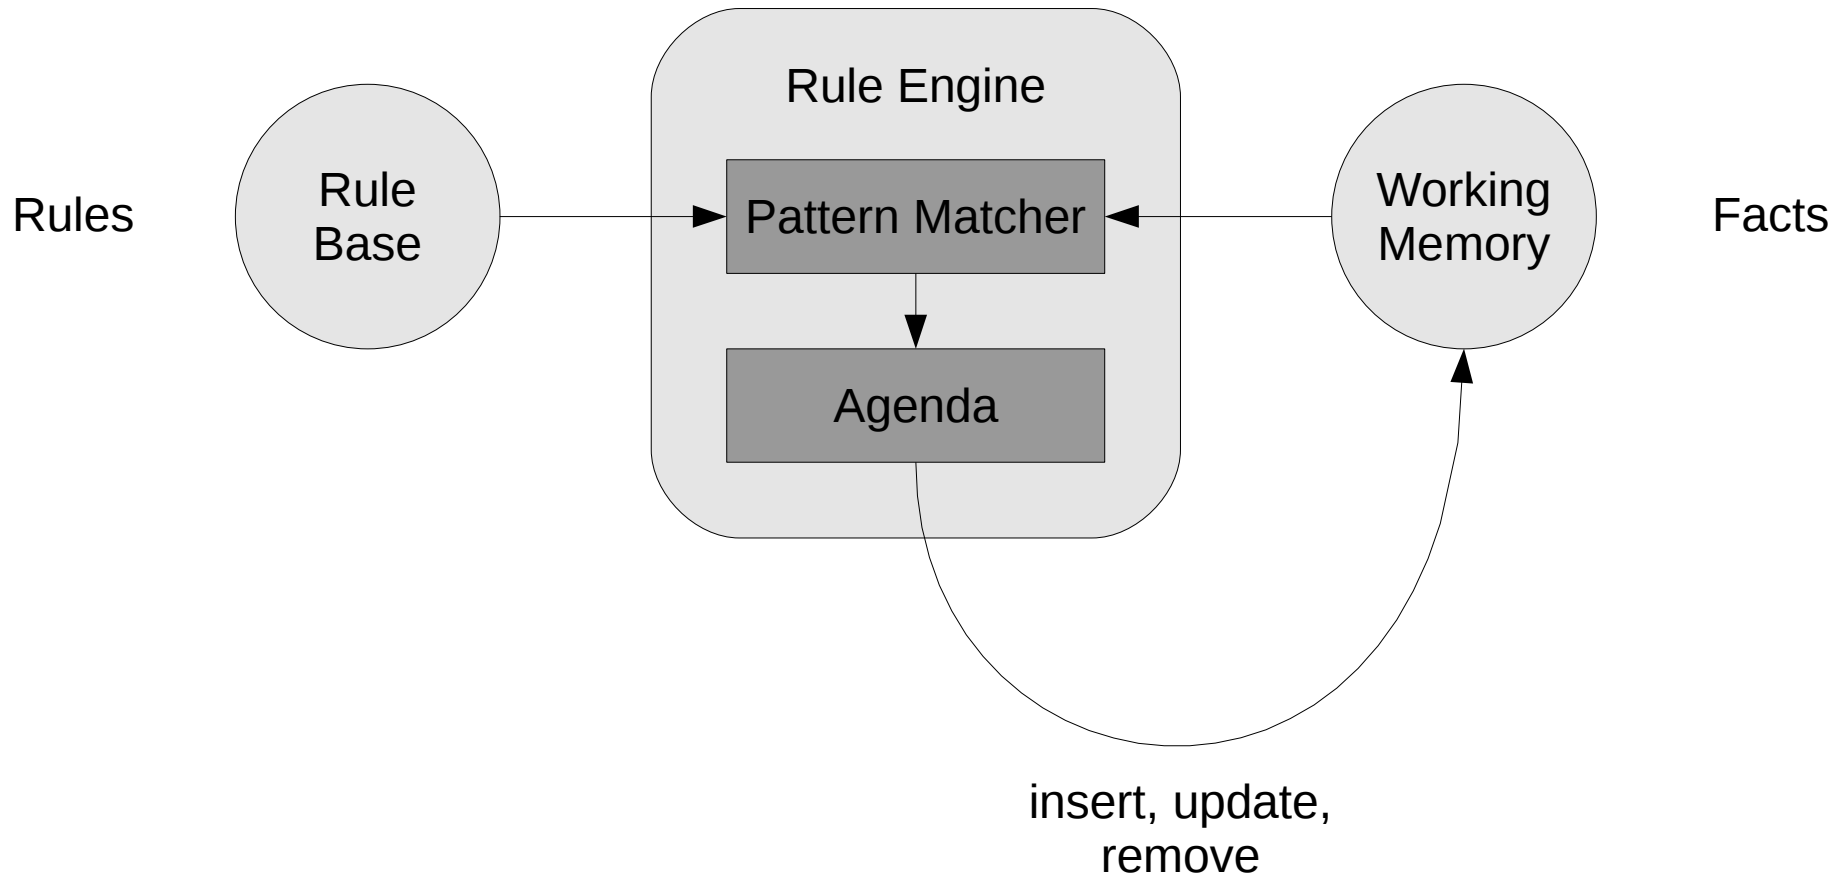 Rule Engine
Rules
Rule
Base
Pattern Matcher
Working
Memory
Facts
Agenda
insert, update,
remove